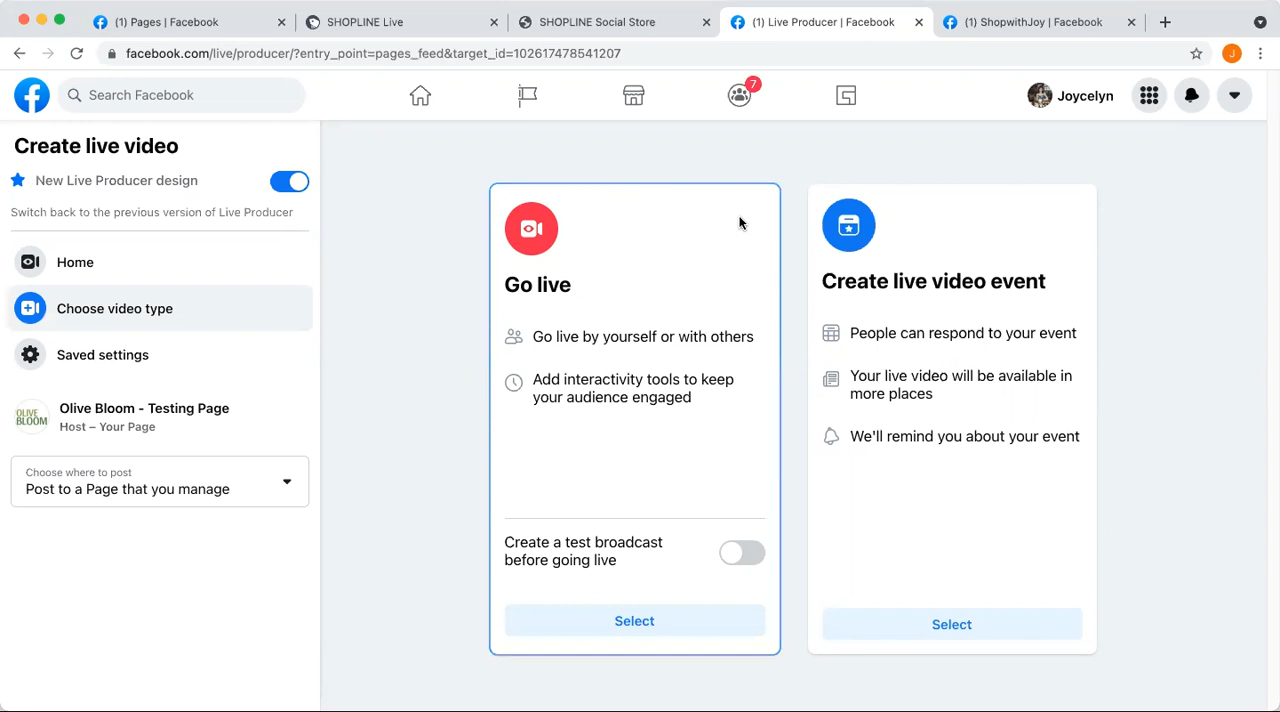 (1) Pages | Facebook
SHOPLINE Live
SHOPLINE Social Store
(1) Live Producer | Facebook
(1) ShopwithJoy | Facebook
facebook.com/live/producer/?entry_point=pages_feed&target_id=102617478541207
J
Search Facebook
7
Joycelyn
Create live video
New Live Producer design
Switch back to the previous version of Live Producer
Home
Choose video type
Saved settings
OLIVE
BLOOM
Olive Bloom - Testing Page
Host – Your Page
Choose where to post
Post to a Page that you manage
Go live
Go live by yourself or with others
Add interactivity tools to keep
your audience engaged
Create a test broadcast
before going live
Select
Create live video event
People can respond to your event
Your live video will be available in
more places
We'll remind you about your event
Select